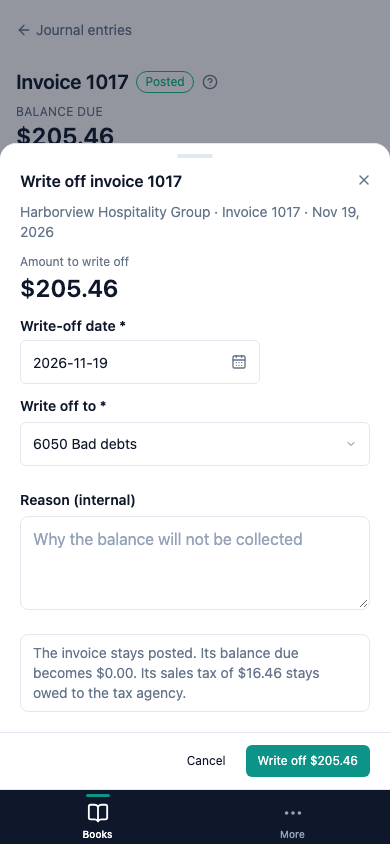 Journal entries
Invoice 1017 Posted
BALANCE DUE
$205.46
Write off invoice 1017
Harborview Hospitality Group · Invoice 1017 · Nov 19,
2026
Amount to write off
$205.46
Write-off date *
2026-11-19
Write off to *
6050 Bad debts
Reason (internal)
Why the balance will not be collected
The invoice stays posted. Its balance due
becomes $0.00. Its sales tax of $16.46 stays
owed to the tax agency.
Cancel Write off $205.46
Books More